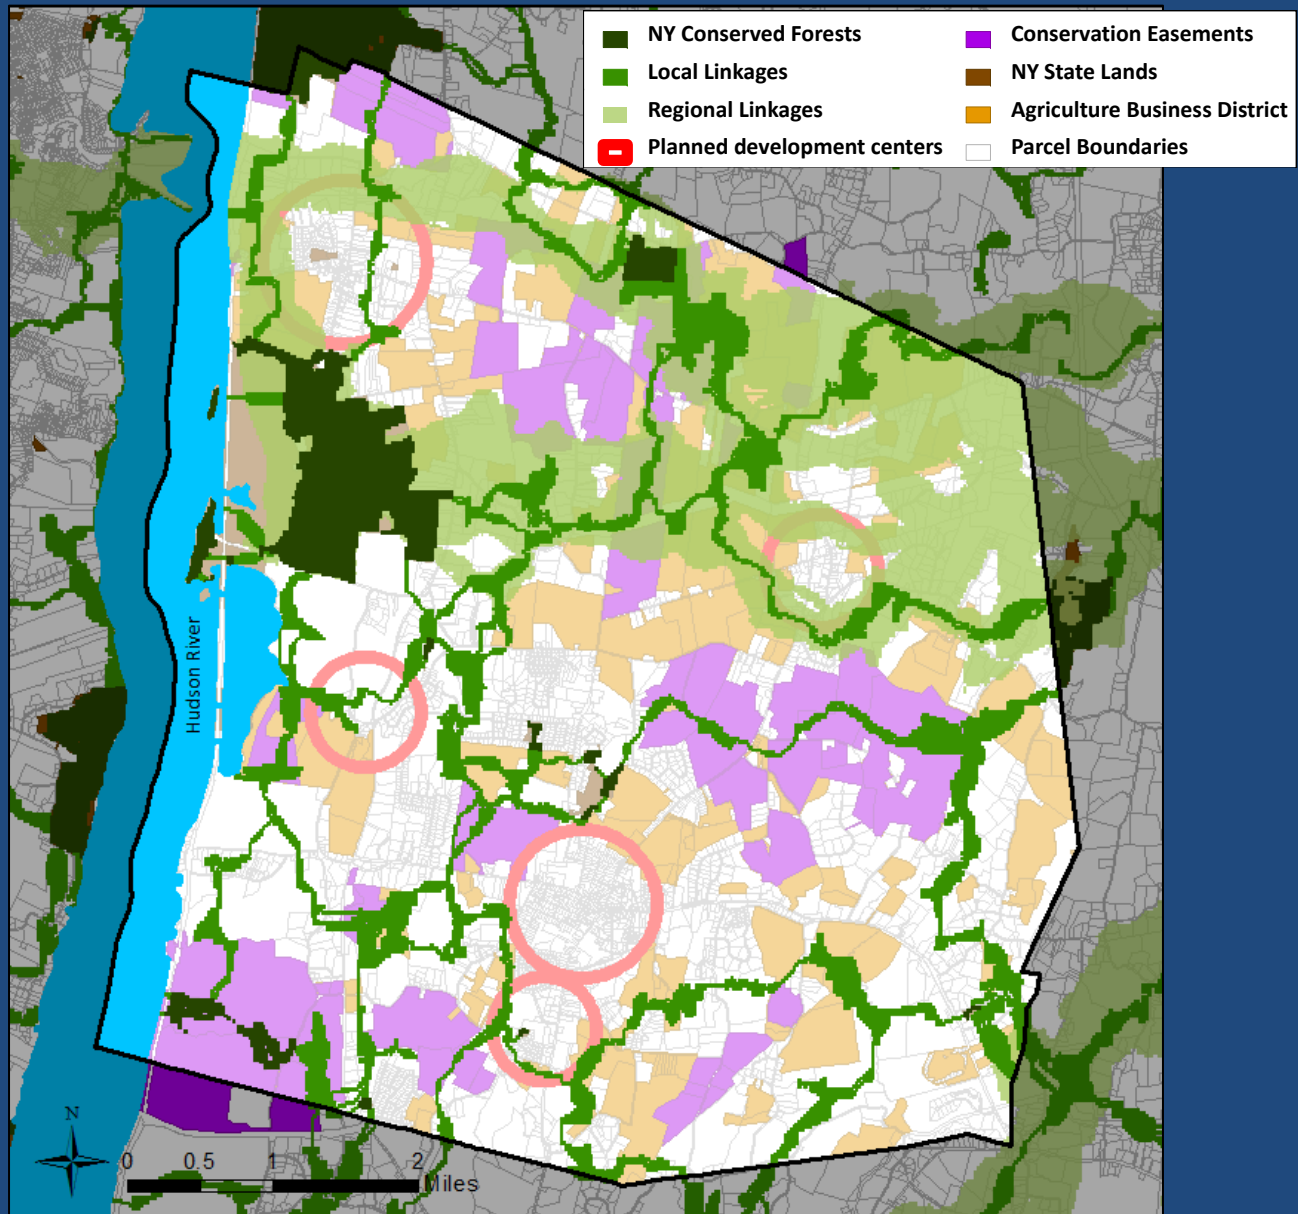 NY Conserved Forests
Local Linkages
Regional Linkages
Planned development centers
Conservation Easements
NY State Lands
Agriculture Business District
Parcel Boundaries
Hudson River
N
0 0.5 1 2
Miles